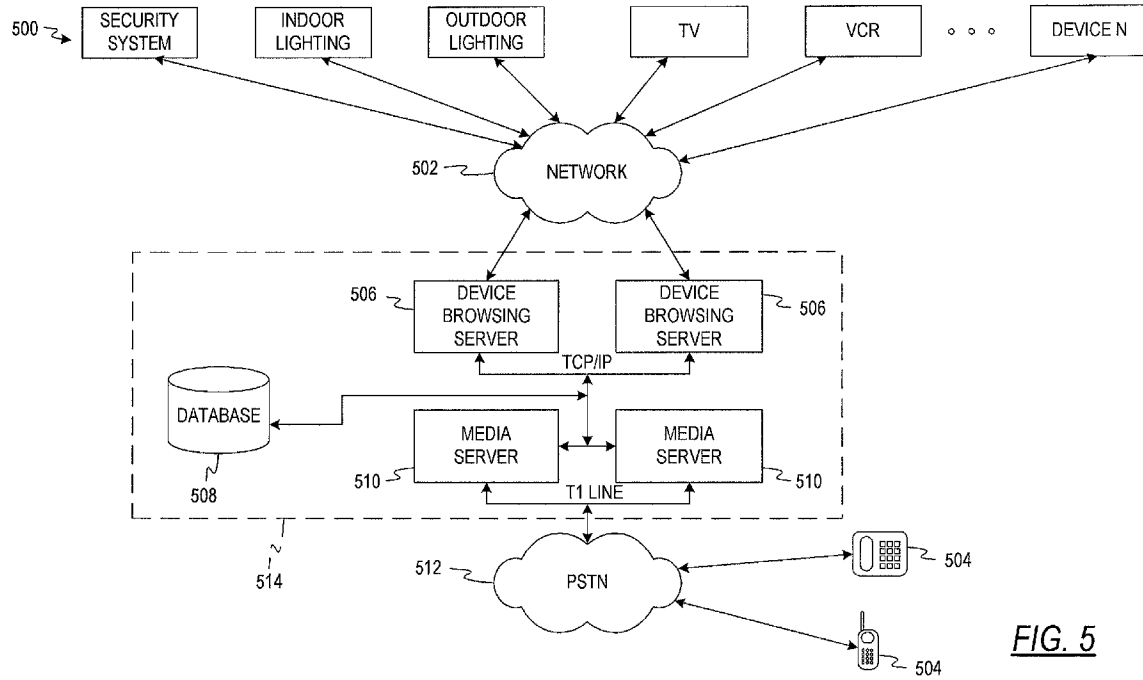 500
SECURITY
SYSTEM
INDOOR
LIGHTING
OUTDOOR
LIGHTING
TV
VCR
DEVICE N
502
NETWORK
506
DEVICE
BROWSING
SERVER
DEVICE
BROWSING
SERVER
506
TCP/IP
DATABASE
508
MEDIA
SERVER
MEDIA
SERVER
510
510
T1 LINE
514
512
PSTN
504
504
FIG. 5